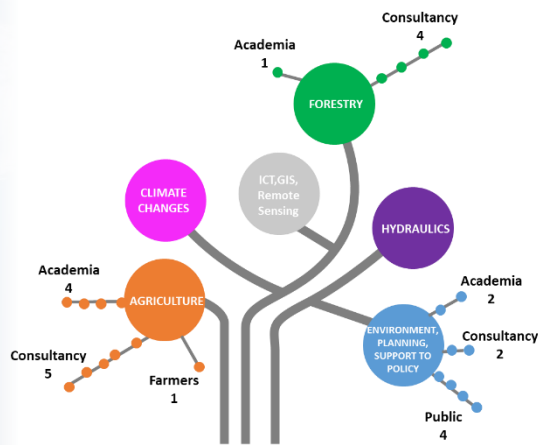 Consultancy
4
Academia
1
FORESTRY
ICT,GIS,
Remote
Sensing
CLIMATE
CHANGES
HYDRAULICS
Academia
4
AGRICULTURE
Consultancy
5
Farmers
1
Academia
2
ENVIRONMENT,
PLANNING,
SUPPORT TO
POLICY
Consultancy
2
Public
4